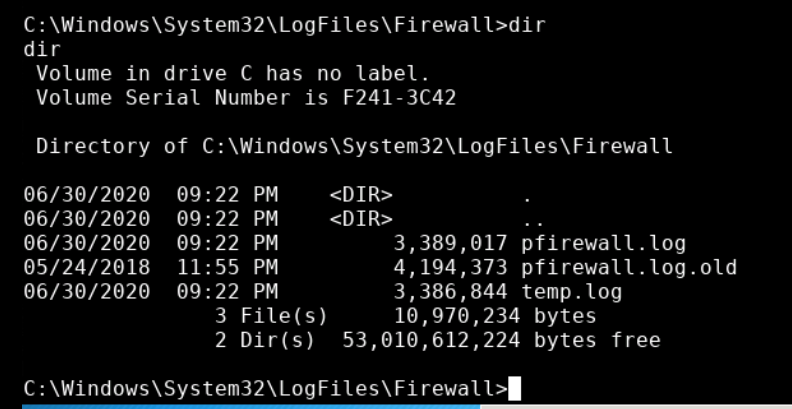 C:\Windows\System32\LogFiles\Firewall>dir
dir
 Volume in drive C has no label.
 Volume Serial Number is F241-3C42

 Directory of C:\Windows\System32\LogFiles\Firewall

06/30/2020  09:22 PM    <DIR>          .
06/30/2020  09:22 PM    <DIR>          ..
06/30/2020  09:22 PM         3,389,017 pfirewall.log
05/24/2018  11:55 PM         4,194,373 pfirewall.log.old
06/30/2020  09:22 PM         3,386,844 temp.log
               3 File(s)     10,970,234 bytes
               2 Dir(s)  53,010,612,224 bytes free

C:\Windows\System32\LogFiles\Firewall>